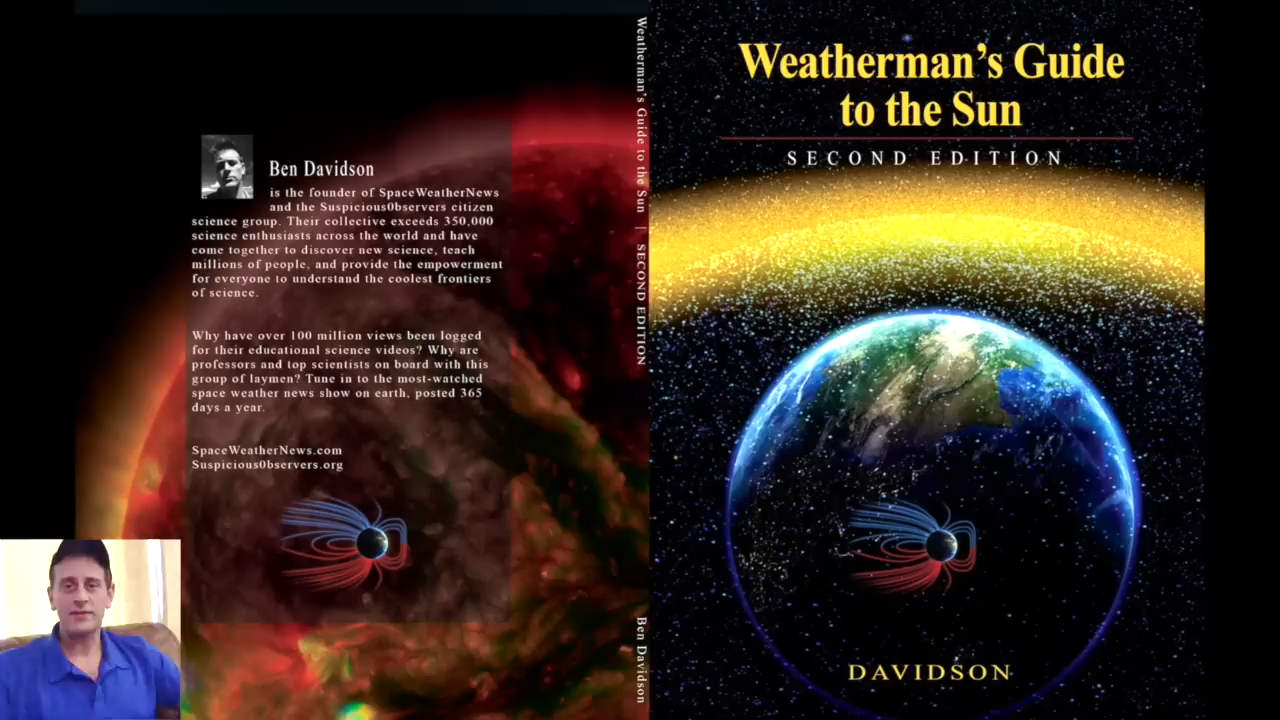 Ben Davidson
is the founder of SpaceWeatherNews
and the Suspicious0bservers citizen
science group. Their collective exceeds 350,000
science enthusiasts across the world and have
come together to discover new science, teach
millions of people, and provide the empowerment
for everyone to understand the coolest frontiers
of science.
Why have over 100 million views been logged
for their educational science videos? Why are
professors and top scientists on board with this
group of laymen? Tune in to the most-watched
space weather news show on earth, posted 365
days a year.
SpaceWeatherNews.com
Suspicious0bservers.org
Weatherman's Guide to the Sun | SECOND EDITION
Ben Davidson
Weatherman's Guide
to the Sun
SECOND EDITION
DAVIDSON